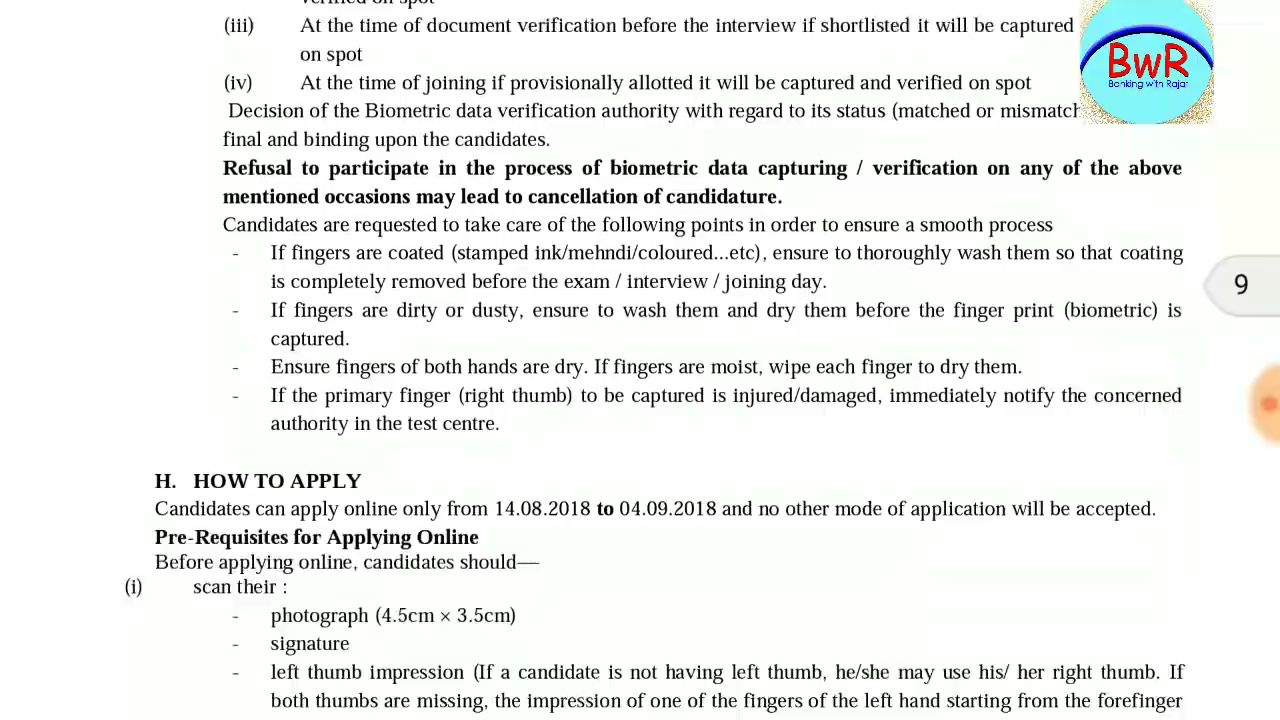 verified on spot
(iii) At the time of document verification before the interview if shortlisted it will be captured
on spot
(iv) At the time of joining if provisionally allotted it will be captured and verified on spot
Decision of the Biometric data verification authority with regard to its status (matched or mismatch
final and binding upon the candidates.
Refusal to participate in the process of biometric data capturing / verification on any of the above
mentioned occasions may lead to cancellation of candidature.
Candidates are requested to take care of the following points in order to ensure a smooth process
- If fingers are coated (stamped ink/mehndi/coloured...etc), ensure to thoroughly wash them so that coating
is completely removed before the exam / interview / joining day.
- If fingers are dirty or dusty, ensure to wash them and dry them before the finger print (biometric) is
captured.
- Ensure fingers of both hands are dry. If fingers are moist, wipe each finger to dry them.
- If the primary finger (right thumb) to be captured is injured/damaged, immediately notify the concerned
authority in the test centre.
H. HOW TO APPLY
Candidates can apply online only from 14.08.2018 to 04.09.2018 and no other mode of application will be accepted.
Pre-Requisites for Applying Online
Before applying online, candidates should—
(i) scan their :
- photograph (4.5cm × 3.5cm)
- signature
- left thumb impression (If a candidate is not having left thumb, he/she may use his/ her right thumb. If
both thumbs are missing, the impression of one of the fingers of the left hand starting from the forefinger
BWR
Banking with Rajat
9